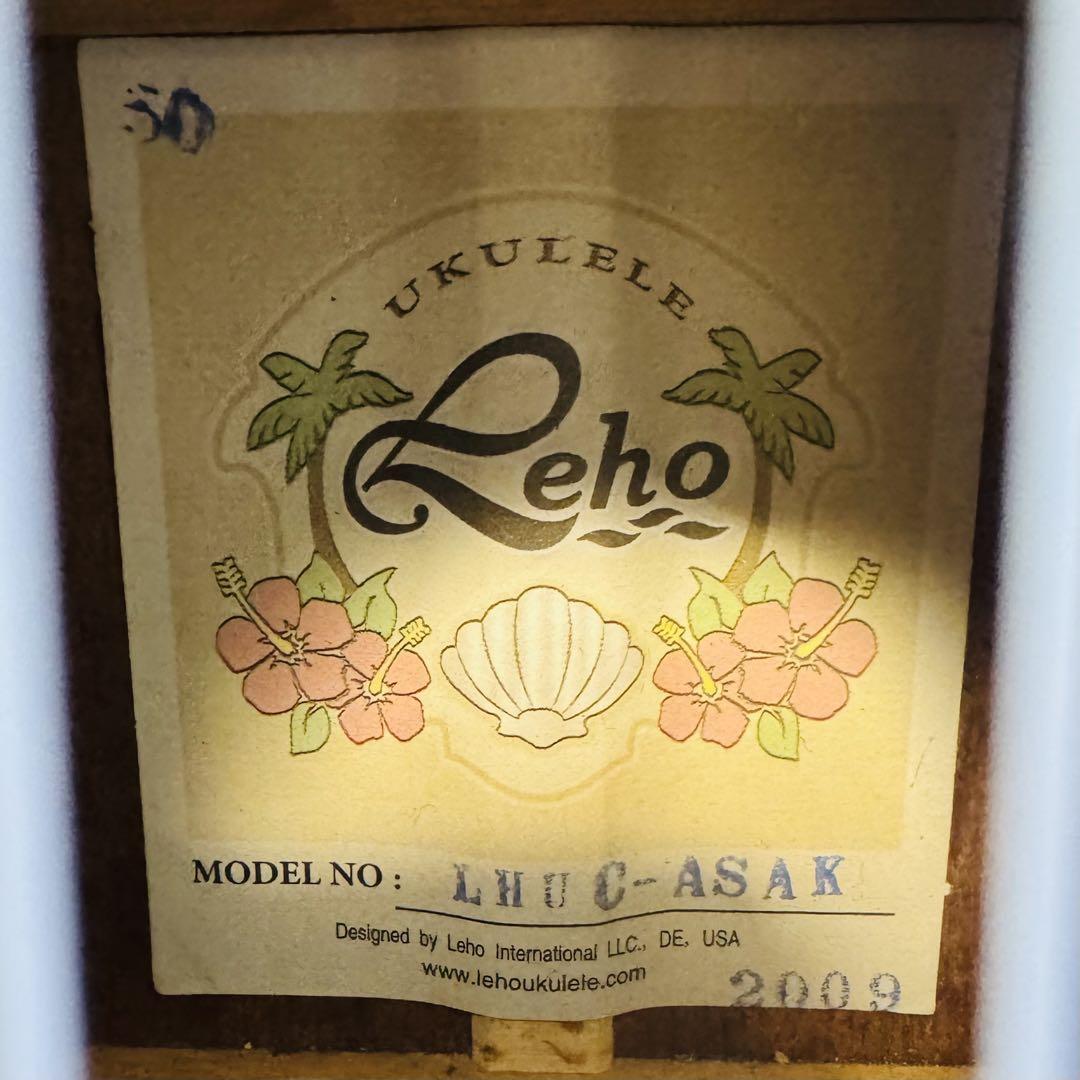 50
UKULELE
Leho
MODEL NO : LHUC-ASAK
Designed by Leho International LLC., DE, USA
www.lehoukulele.com
2009